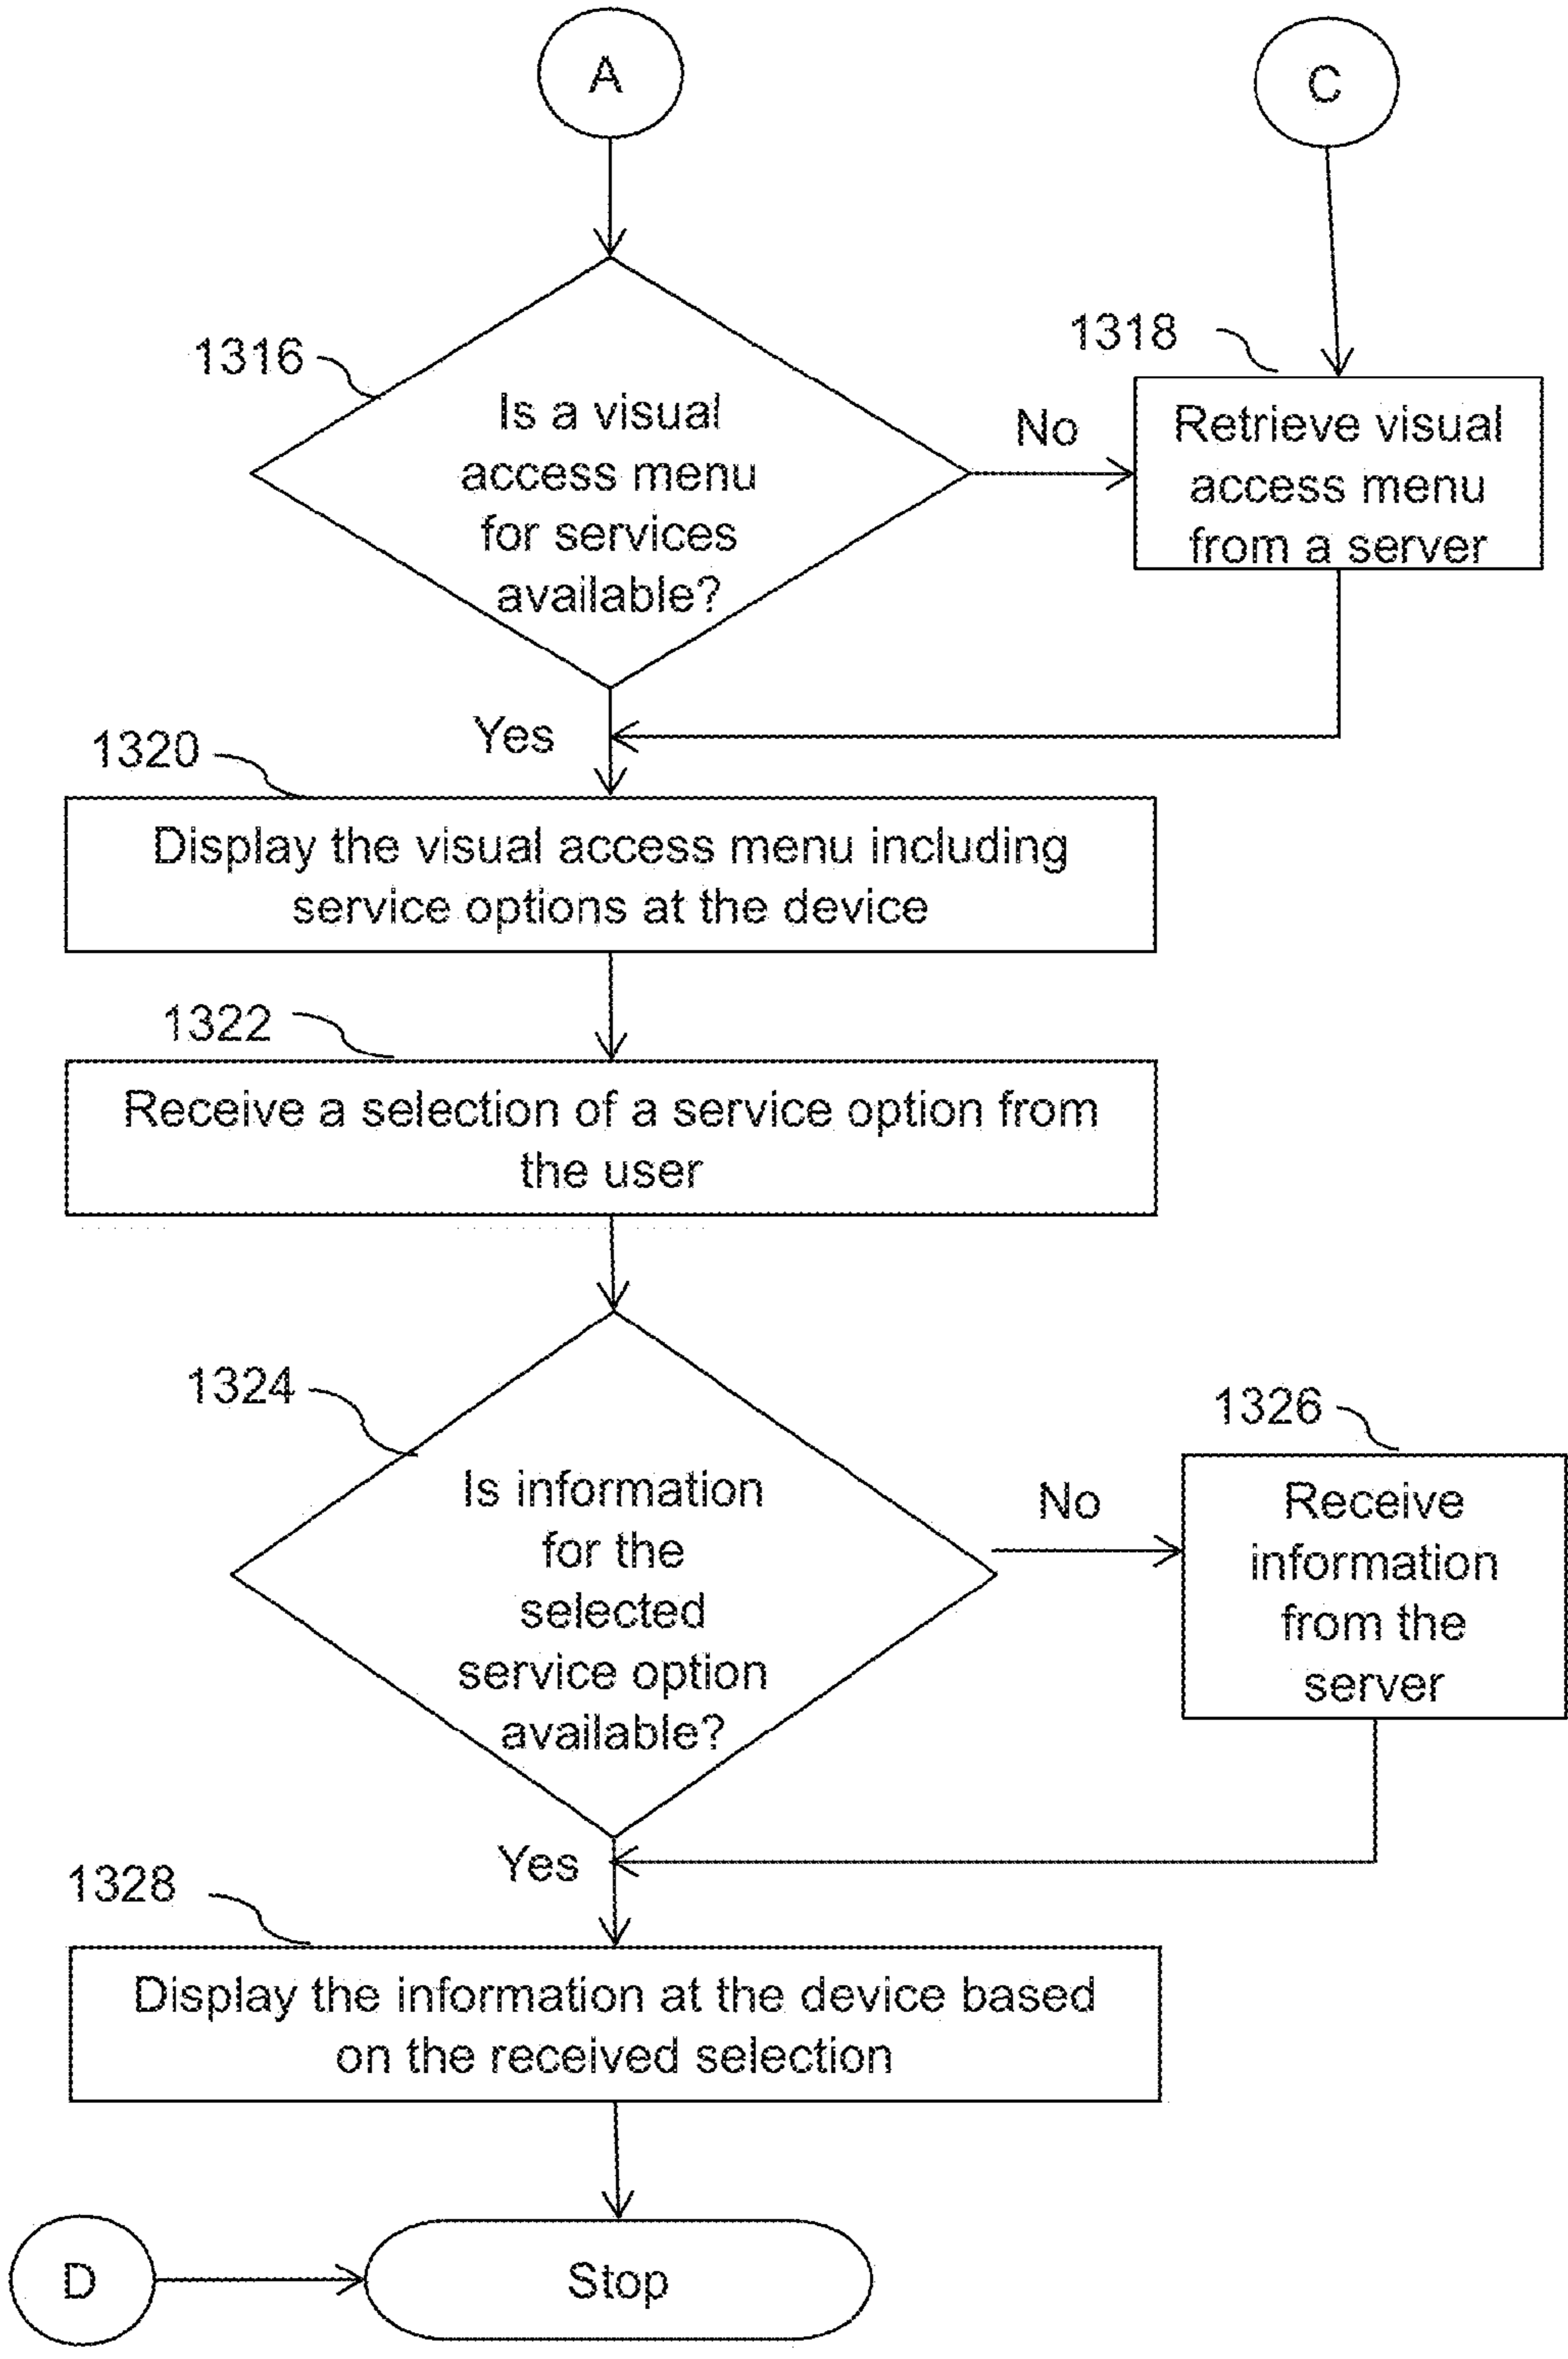 A
C
1316
Is a visual
access menu
for services
available?
No
1318
Retrieve visual
access menu
from a server
Yes
1320
Display the visual access menu including
service options at the device
1322
Receive a selection of a service option from
the user
1324
Is information
for the
selected
service option
available?
No
1326
Receive
information
from the
server
Yes
1328
Display the information at the device based
on the received selection
D
Stop